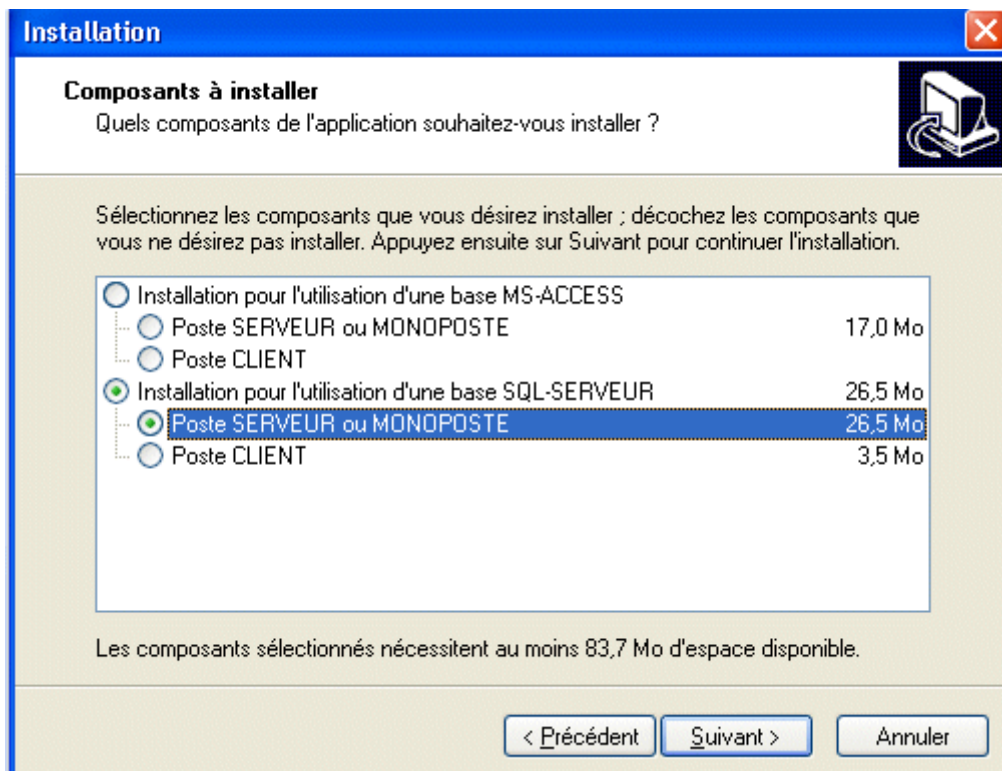 Installation
Composants à installer
Quels composants de l'application souhaitez-vous installer ?
Sélectionnez les composants que vous désirez installer ; décochez les composants que
vous ne désirez pas installer. Appuyez ensuite sur Suivant pour continuer l'installation.
Installation pour l'utilisation d'une base MS-ACCESS
Poste SERVEUR ou MONOPOSTE 17,0 Mo
Poste CLIENT
Installation pour l'utilisation d'une base SQL-SERVEUR 26,5 Mo
Poste SERVEUR ou MONOPOSTE 26,5 Mo
Poste CLIENT 3,5 Mo
Les composants sélectionnés nécessitent au moins 83,7 Mo d'espace disponible.
< Précédent Suivant > Annuler